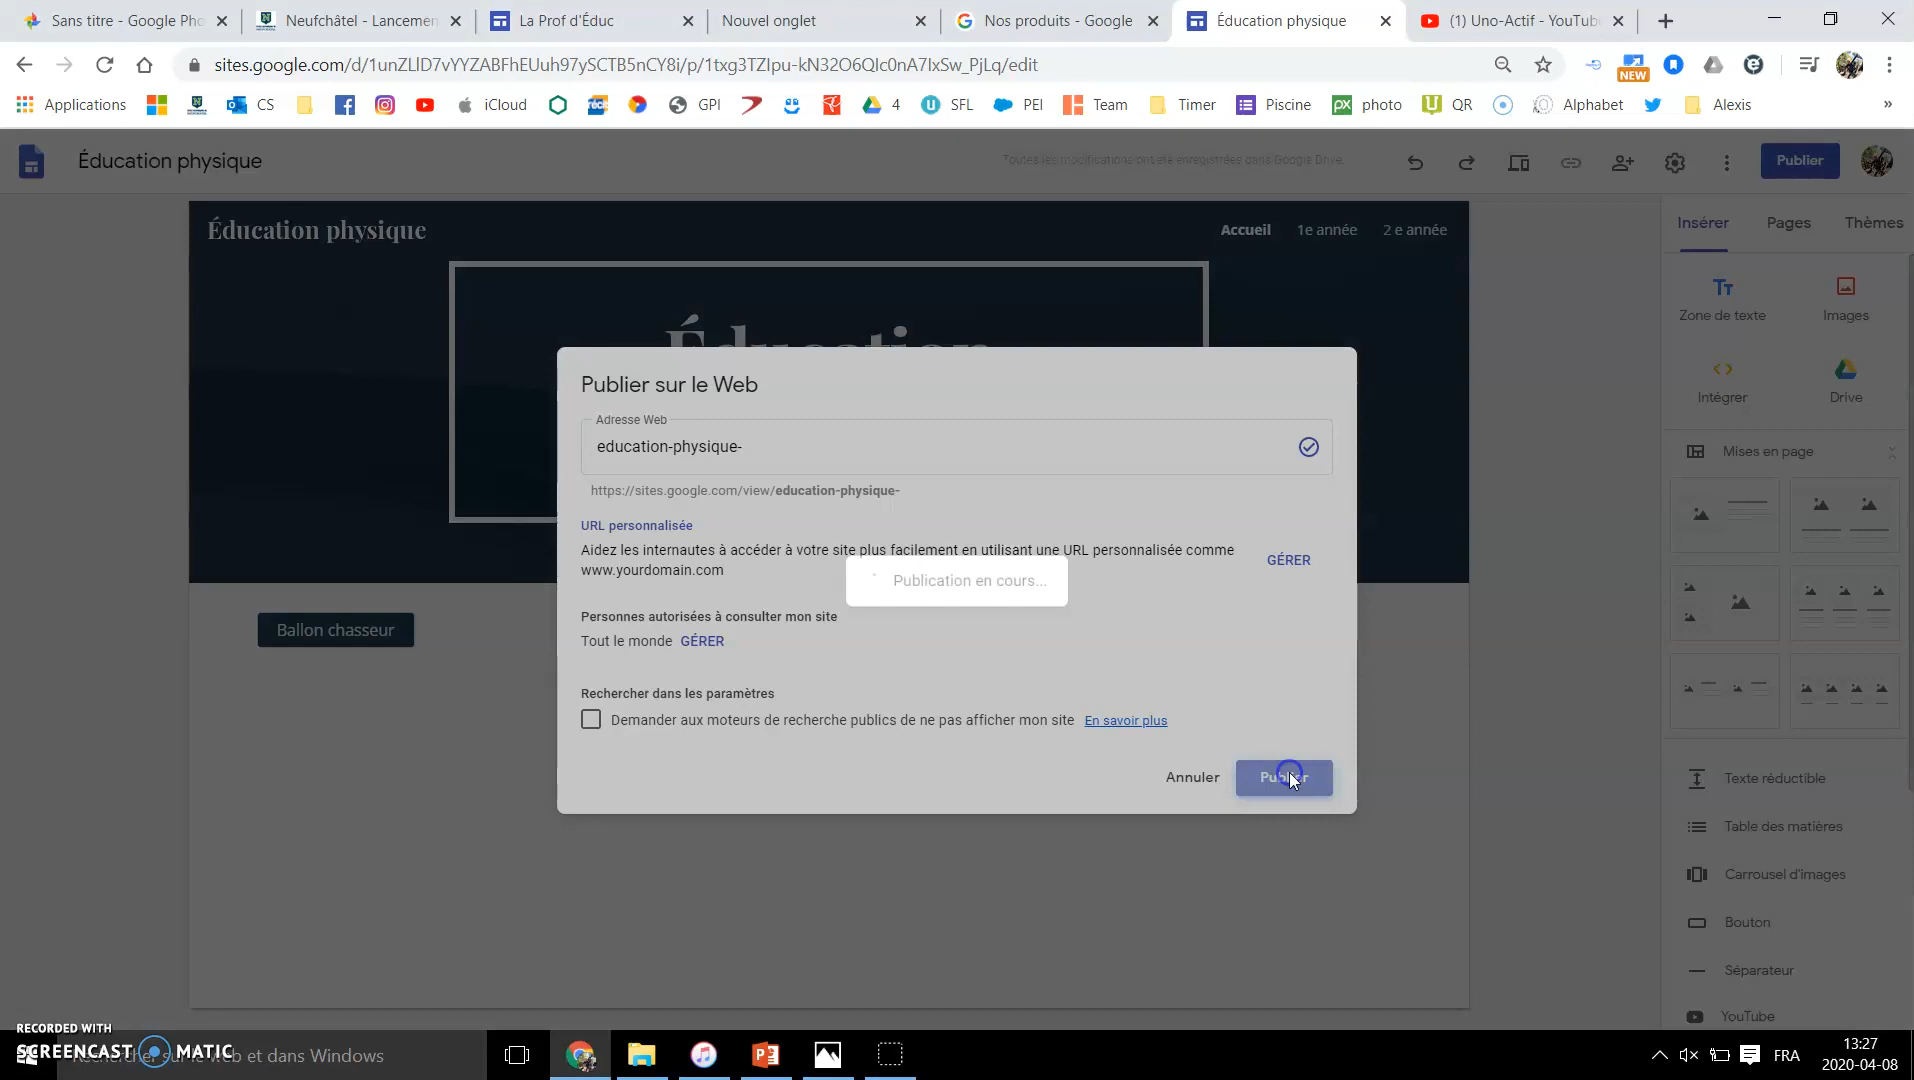 Sans titre - Google Pho
Neufchâtel - Lancemen
La Prof d'Éduc
Nouvel onglet
Nos produits - Google
Éducation physique
(1) Uno-Actif - YouTub
sites.google.com/d/1unZLlD7vYYZABFhEUuh97ySCTB5nCY8i/p/1txg3TZIpu-kN32O6QIc0nA7IxSw_PjLq/edit
NEW
Applications
CS
iCloud
GPI
4
SFL
PEI
Team
Timer
Piscine
photo
QR
Alphabet
Alexis
»
Éducation physique
Toutes les modifications ont été enregistrées dans Google Drive.
Publier
Éducation physique
Accueil
1e année
2 e année
Insérer
Pages
Thèmes
Éducation
Zone de texte
Images
Intégrer
Drive
Mises en page
Publier sur le Web
Adresse Web
education-physique-
https://sites.google.com/view/education-physique-
URL personnalisée
Aidez les internautes à accéder à votre site plus facilement en utilisant une URL personnalisée comme
www.yourdomain.com
GÉRER
Publication en cours...
Personnes autorisées à consulter mon site
Tout le monde GÉRER
Rechercher dans les paramètres
Demander aux moteurs de recherche publics de ne pas afficher mon site En savoir plus
Annuler
Publier
Ballon chasseur
Texte réductible
Table des matières
Carrousel d'images
Bouton
Séparateur
YouTube
RECORDED WITH
SCREENCAST MATIC
web et dans Windows
FRA
13:27
2020-04-08